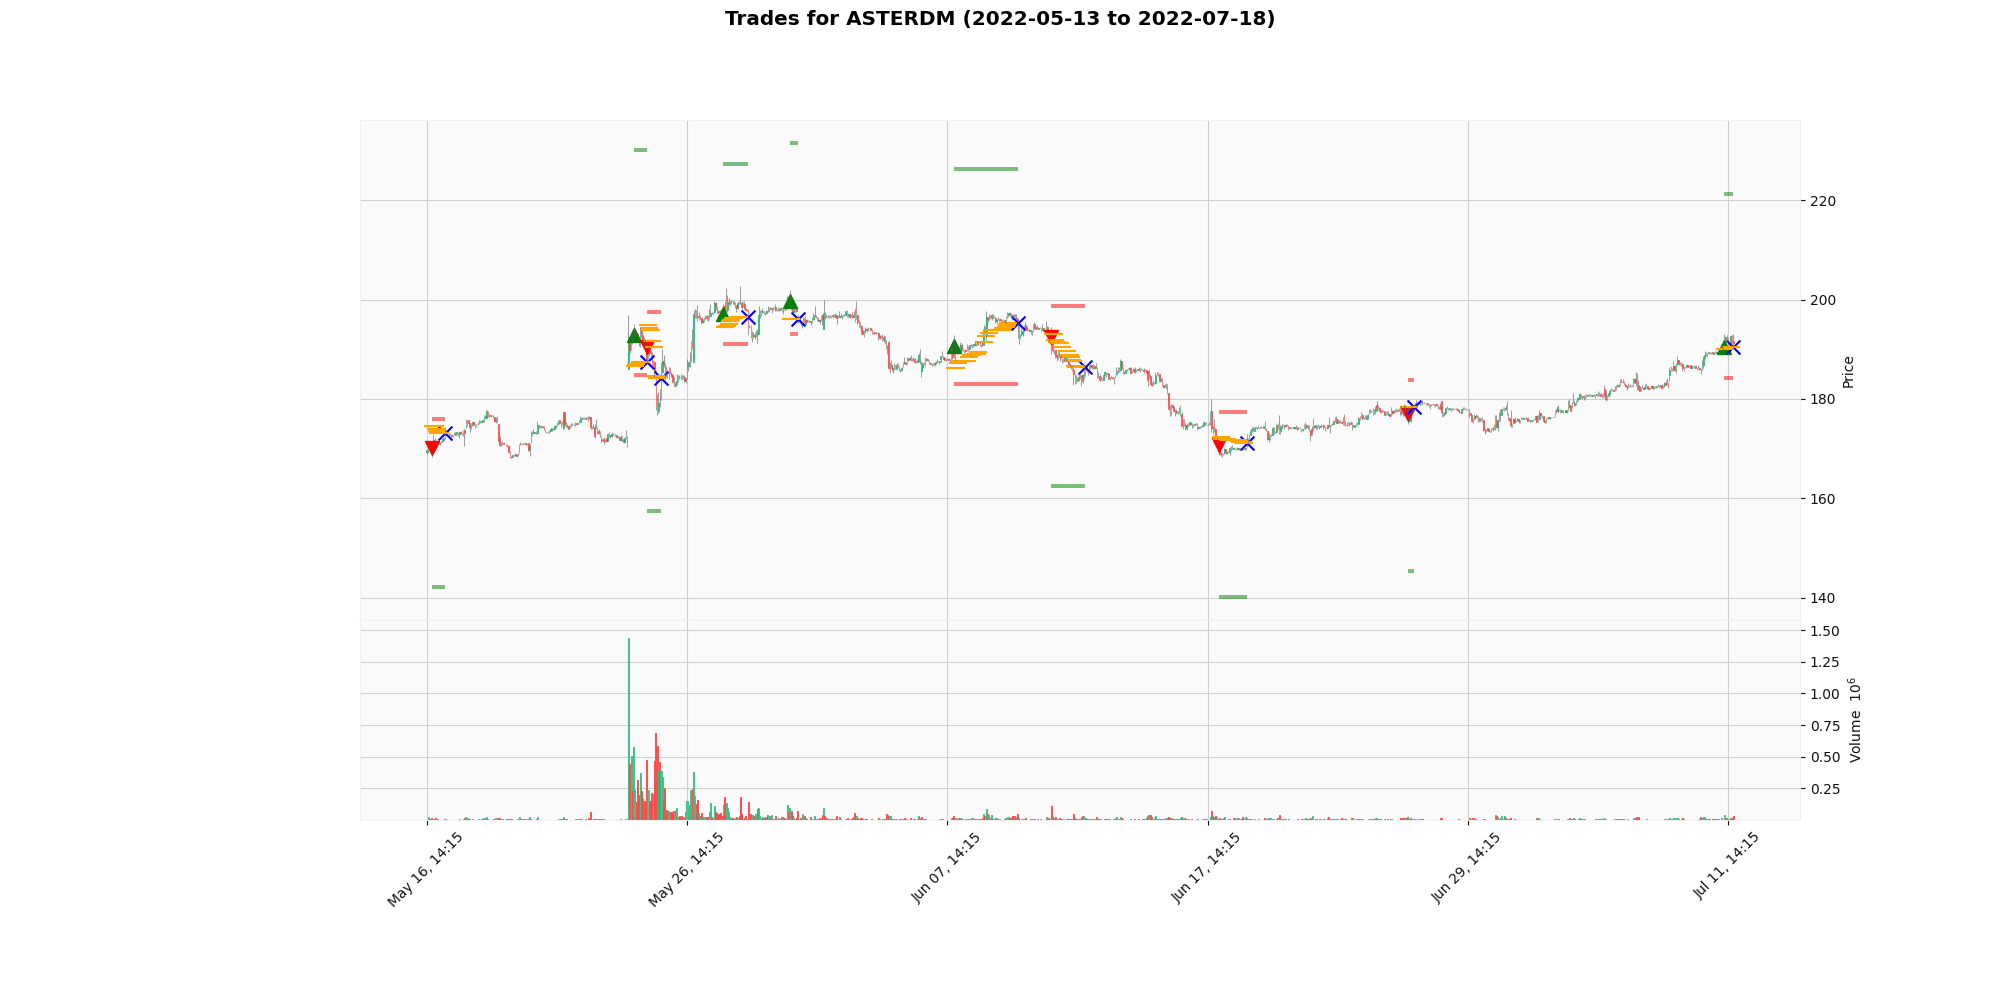 Trades for ASTERDM (2022-05-13 to 2022-07-18)
220
200
180
160
140
Price
1.50
1.25
1.00
0.75
0.50
0.25
Volume 10⁶
May 16, 14:15
May 26, 14:15
Jun 07, 14:15
Jun 17, 14:15
Jun 29, 14:15
Jul 11, 14:15